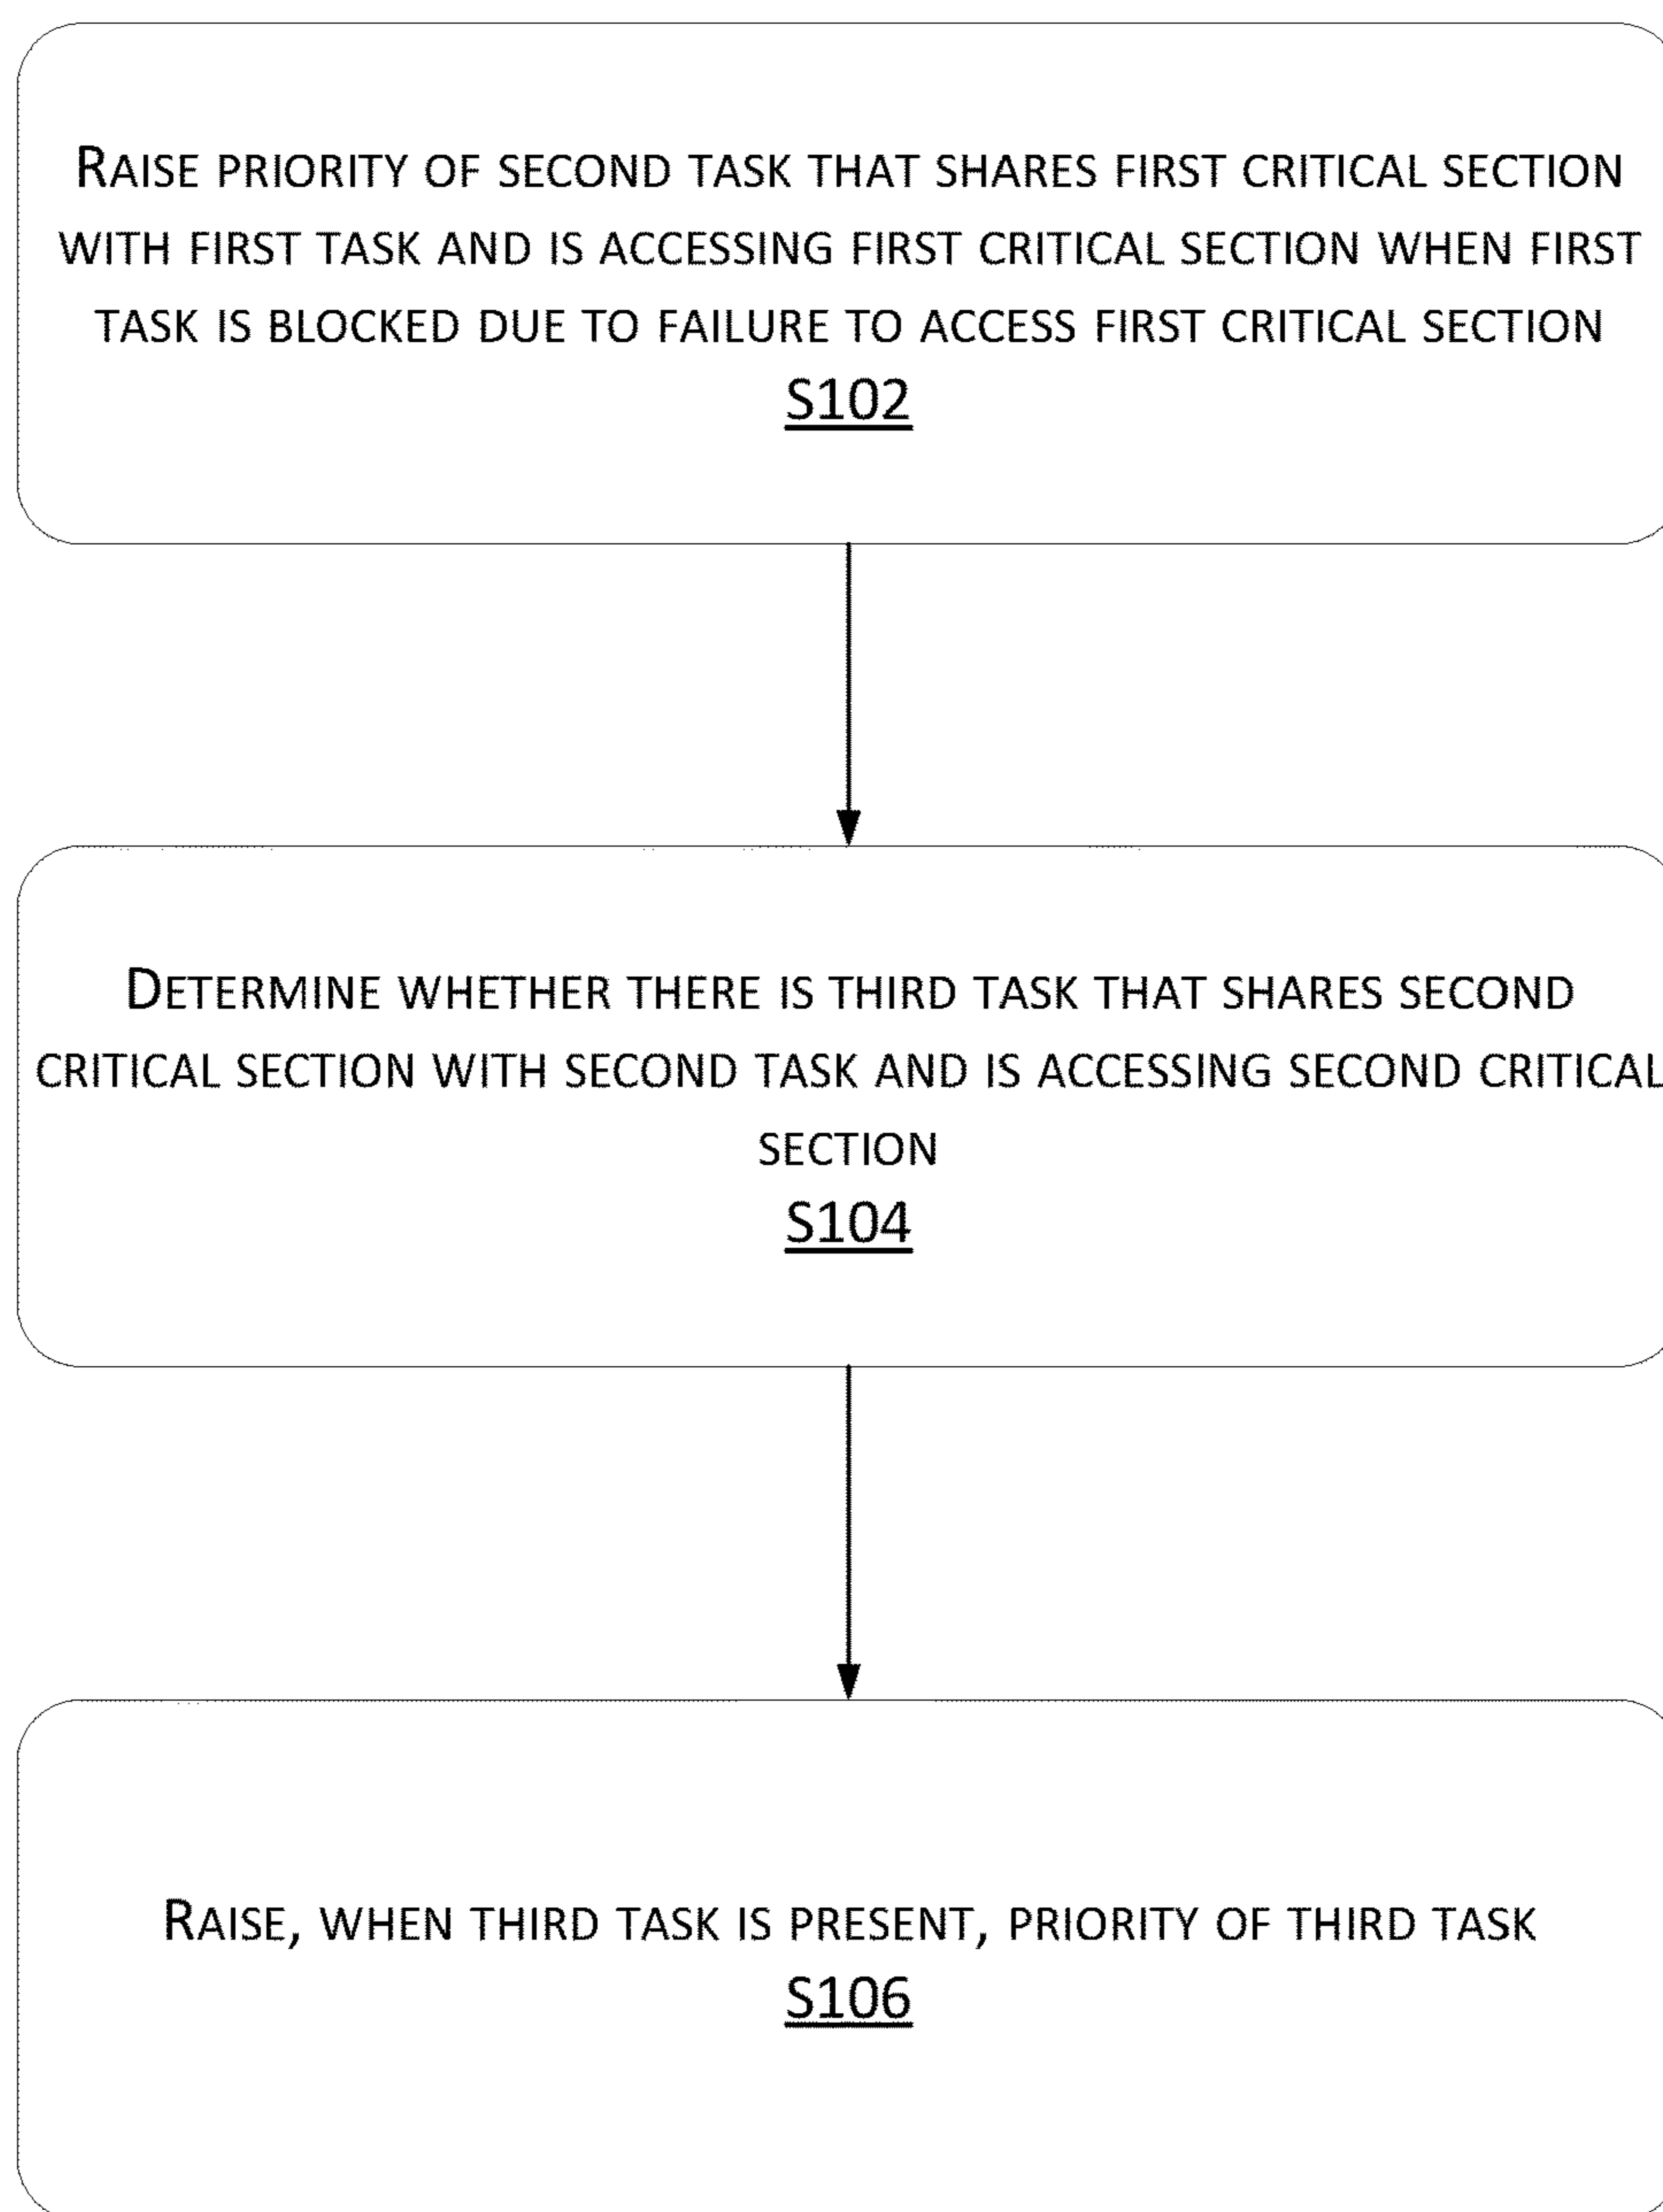 RAISE PRIORITY OF SECOND TASK THAT SHARES FIRST CRITICAL SECTION
WITH FIRST TASK AND IS ACCESSING FIRST CRITICAL SECTION WHEN FIRST
TASK IS BLOCKED DUE TO FAILURE TO ACCESS FIRST CRITICAL SECTION
S102
DETERMINE WHETHER THERE IS THIRD TASK THAT SHARES SECOND
CRITICAL SECTION WITH SECOND TASK AND IS ACCESSING SECOND CRITICAL
SECTION
S104
RAISE, WHEN THIRD TASK IS PRESENT, PRIORITY OF THIRD TASK
S106